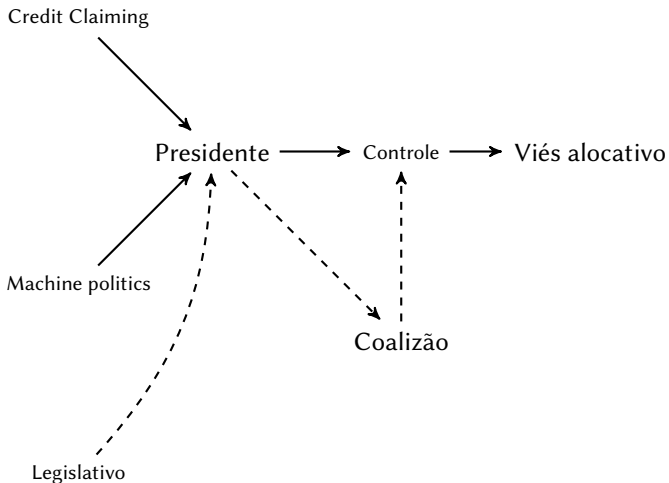 Credit Claiming
Presidente
Controle
Viés alocativo
Machine politics
Coalizão
Legislativo